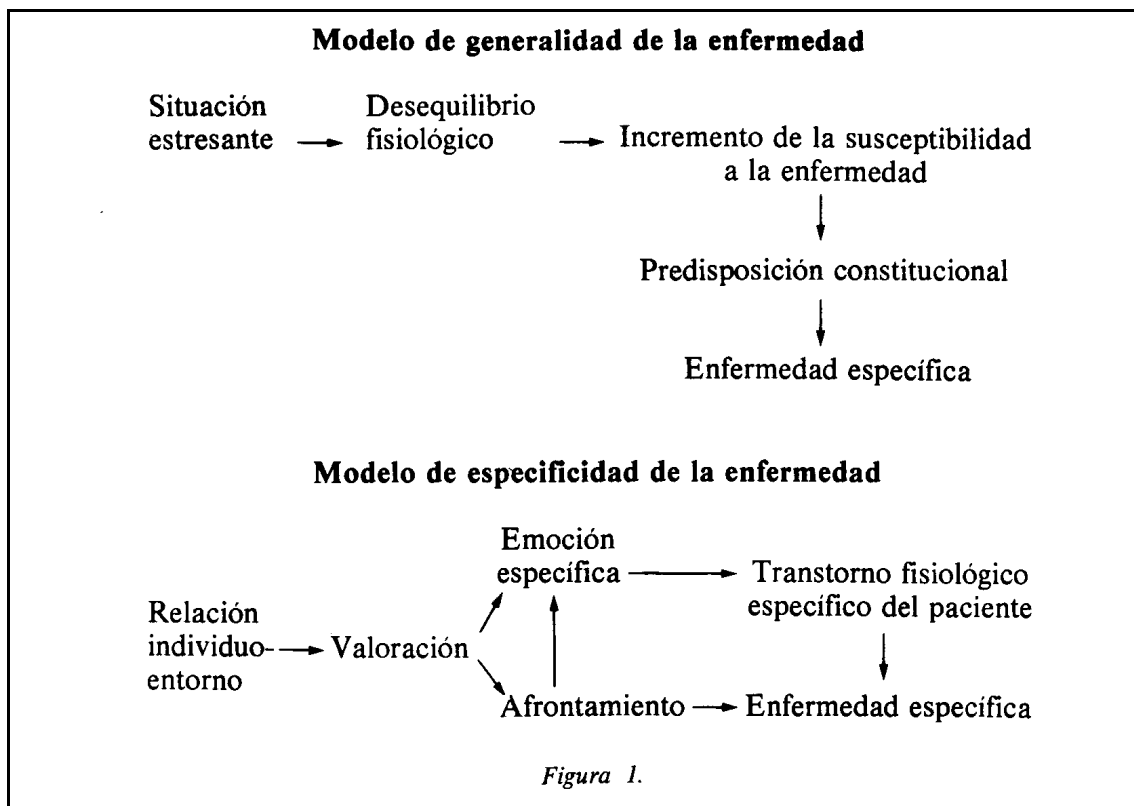 Modelo de generalidad de la enfermedad
Situación
estresante
Desequilibrio
fisiológico
Incremento de la susceptibilidad
a la enfermedad
Predisposición constitucional
Enfermedad específica
Modelo de especificidad de la enfermedad
Relación
individuo-
entorno
Valoración
Emoción
específica
Afrontamiento
Transtorno fisiológico
específico del paciente
Enfermedad específica
Figura 1.